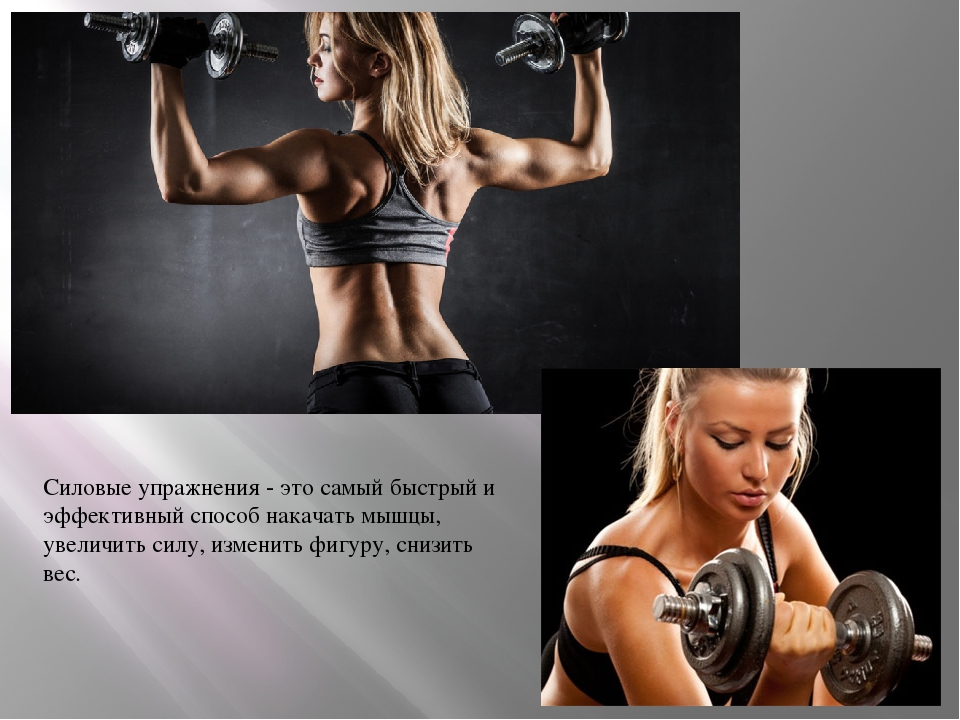 Силовые упражнения - это самый быстрый и
эффективный способ накачать мышцы,
увеличить силу, изменить фигуру, снизить
вес.